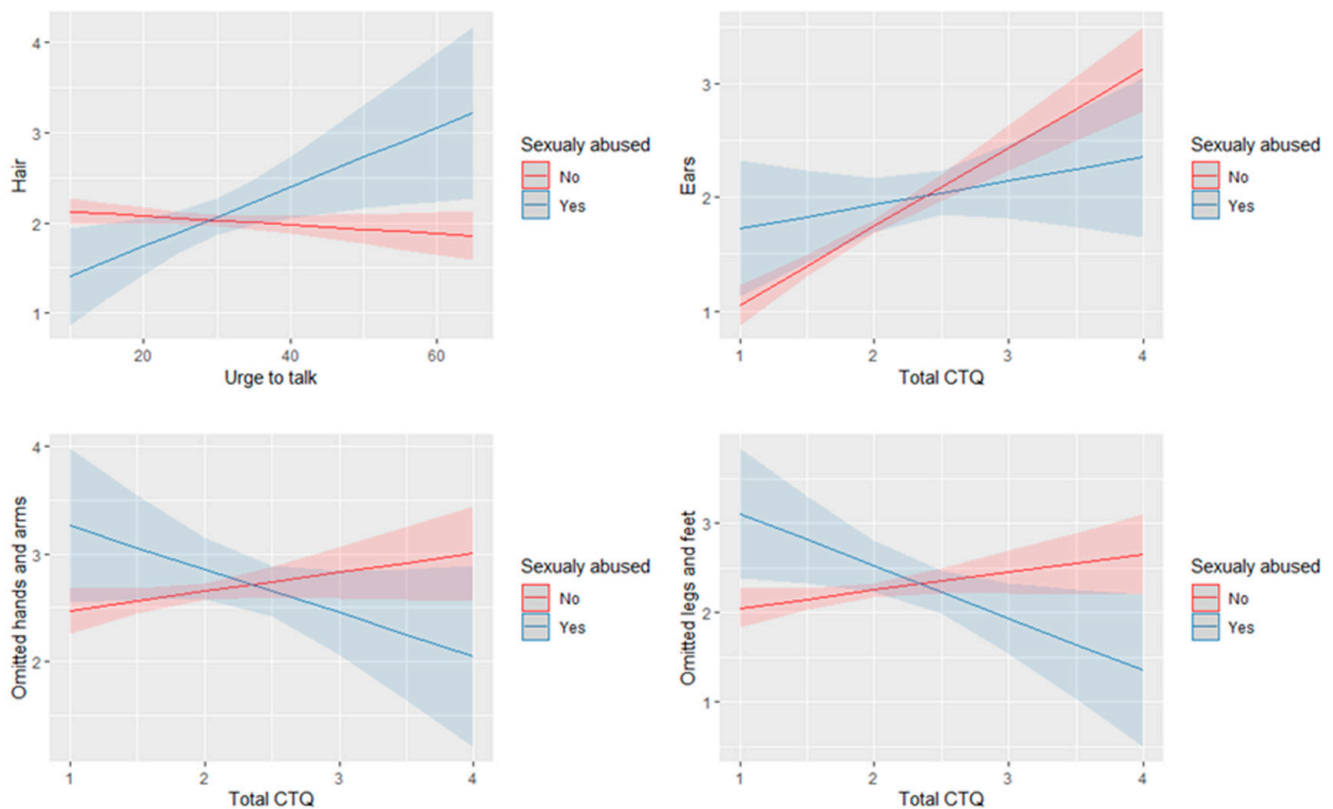 4
3
2
1
Hair
20
40
60
Urge to talk
Sexualy abused
No
Yes
3
2
1
Ears
1
2
3
4
Total CTQ
Sexualy abused
No
Yes
4
3
2
Omitted hands and arms
1
2
3
4
Total CTQ
Sexualy abused
No
Yes
3
2
1
Omitted legs and feet
1
2
3
4
Total CTQ
Sexualy abused
No
Yes